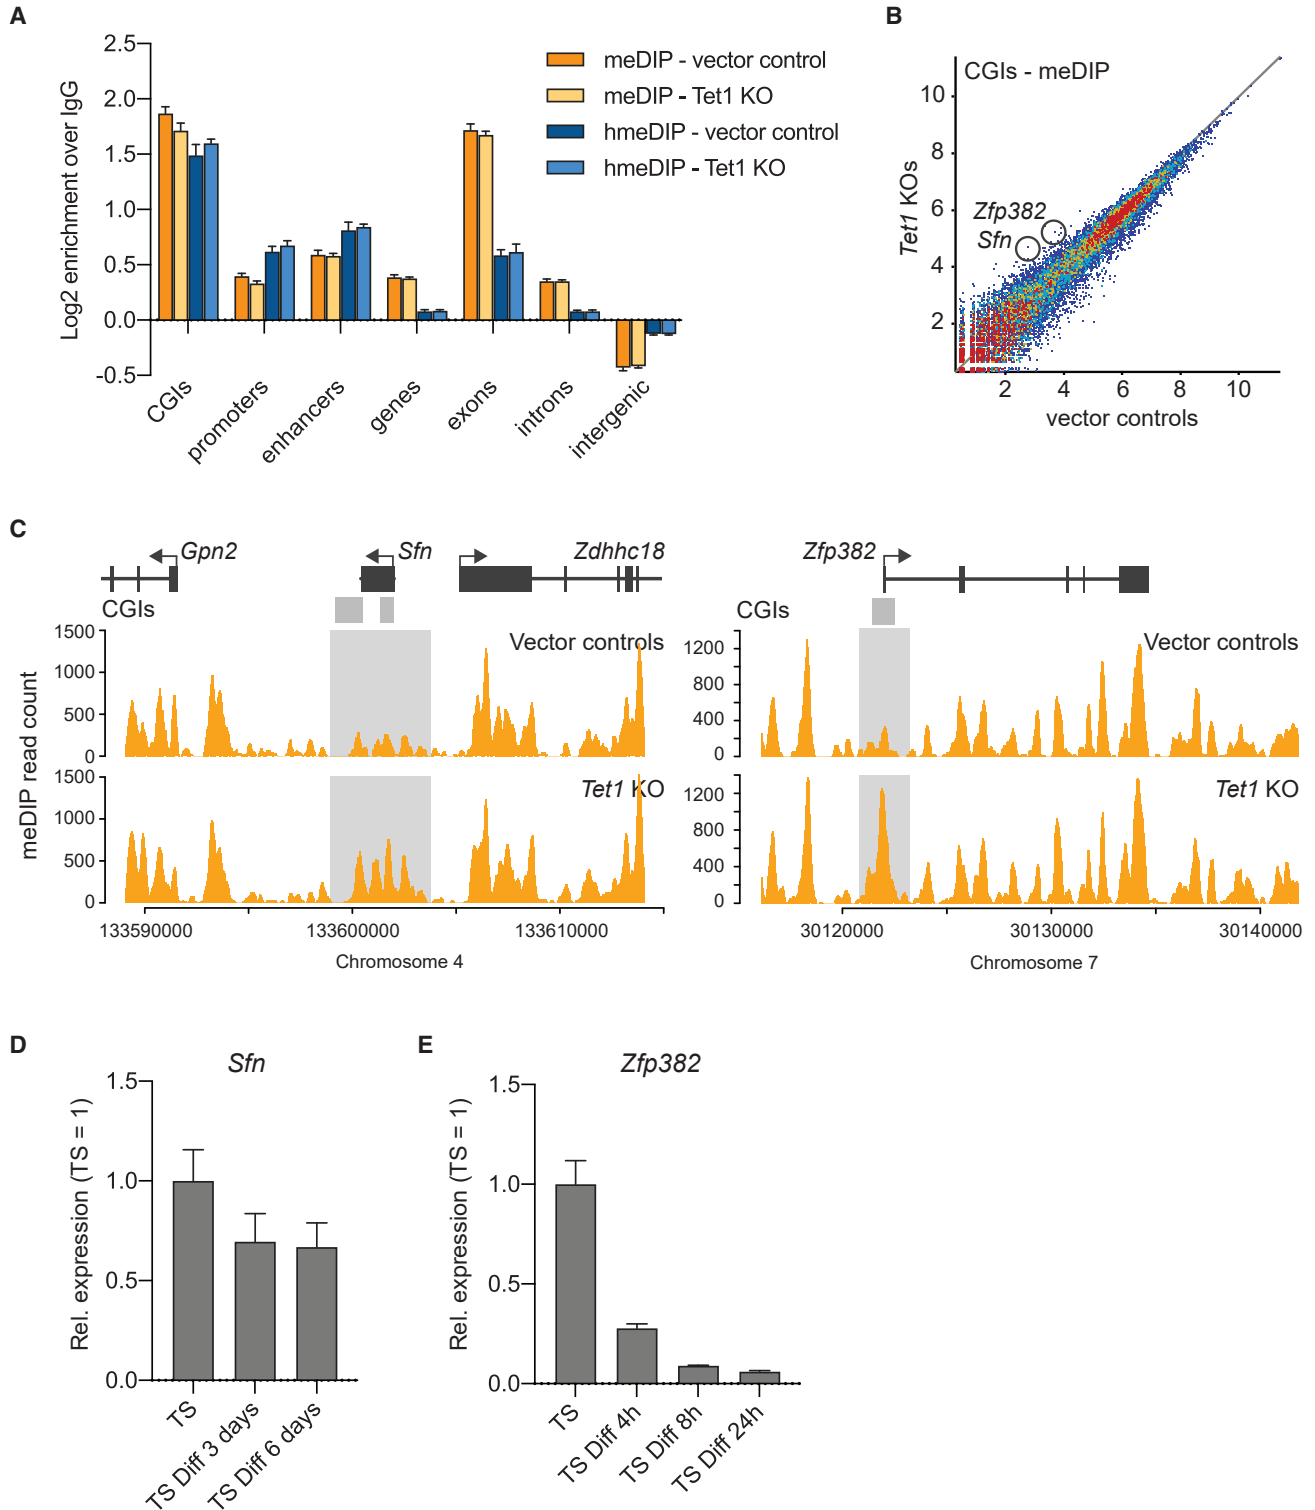 A
Log2 enrichment over IgG
2.5
2.0
1.5
1.0
0.5
0.0
-0.5
meDIP - vector control
meDIP - Tet1 KO
hmeDIP - vector control
hmeDIP - Tet1 KO
CGIs
promoters
enhancers
genes
exons
introns
intergenic
B
CGIs - meDIP
Tet1 KOs
10
8
6
4
2
Zfp382
Sfn
2 4 6 8 10
vector controls
C
Gpn2
Sfn
Zdhhc18
CGIs
meDIP read count
1500
1000
500
0
Vector controls
1500
1000
500
0
Tet1 KO
133590000 133600000 133610000
Chromosome 4
Zfp382
CGIs
1200
800
400
0
Vector controls
1200
800
400
0
Tet1 KO
30120000 30130000 30140000
Chromosome 7
D
Sfn
Rel. expression (TS = 1)
1.5
1.0
0.5
0.0
TS
TS Diff 3 days
TS Diff 6 days
E
Zfp382
Rel. expression (TS = 1)
1.5
1.0
0.5
0.0
TS
TS Diff 4h
TS Diff 8h
TS Diff 24h